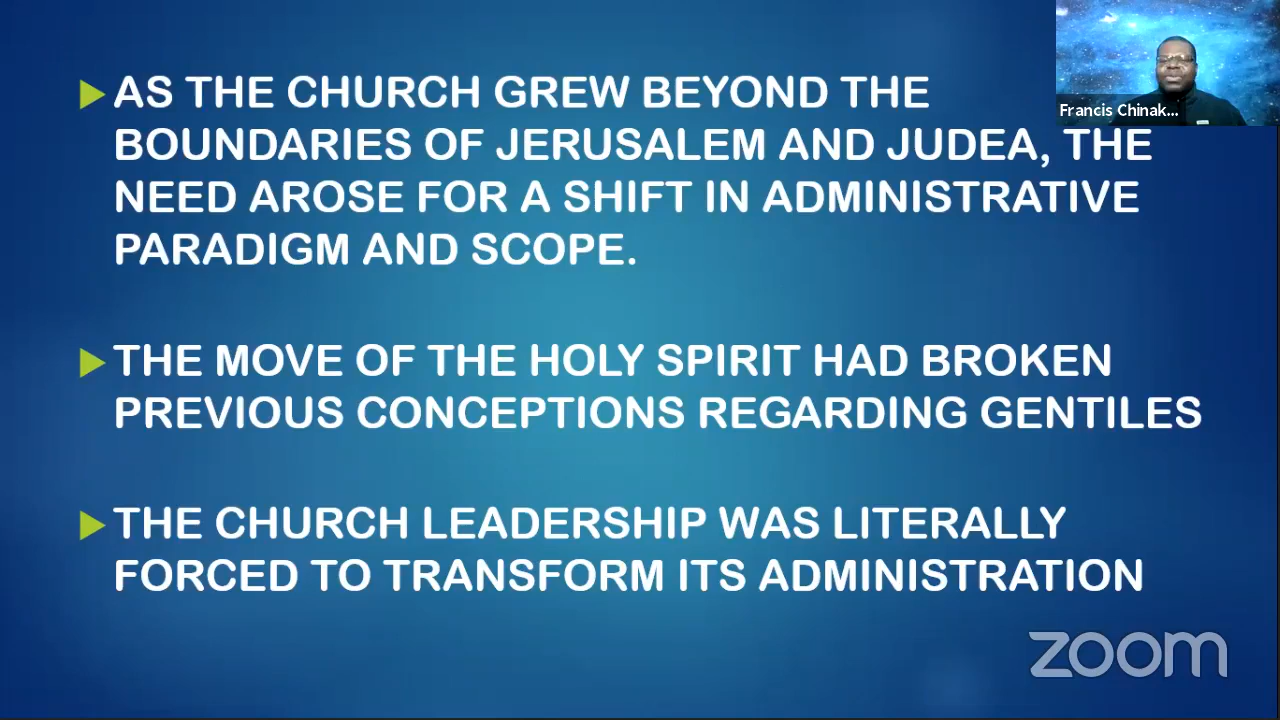 AS THE CHURCH GREW BEYOND THE
BOUNDARIES OF JERUSALEM AND JUDEA, THE
NEED AROSE FOR A SHIFT IN ADMINISTRATIVE
PARADIGM AND SCOPE.
THE MOVE OF THE HOLY SPIRIT HAD BROKEN
PREVIOUS CONCEPTIONS REGARDING GENTILES
THE CHURCH LEADERSHIP WAS LITERALLY
FORCED TO TRANSFORM ITS ADMINISTRATION
Francis Chinak...
zoom